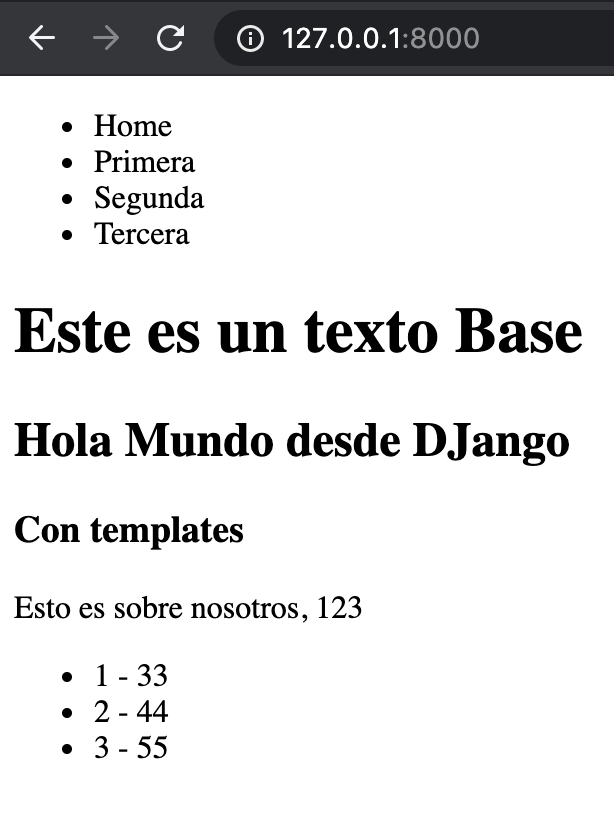 127.0.0.1:8000
Home
Primera
Segunda
Tercera
Este es un texto Base
Hola Mundo desde DJango
Con templates
Esto es sobre nosotros, 123
1 - 33
2 - 44
3 - 55